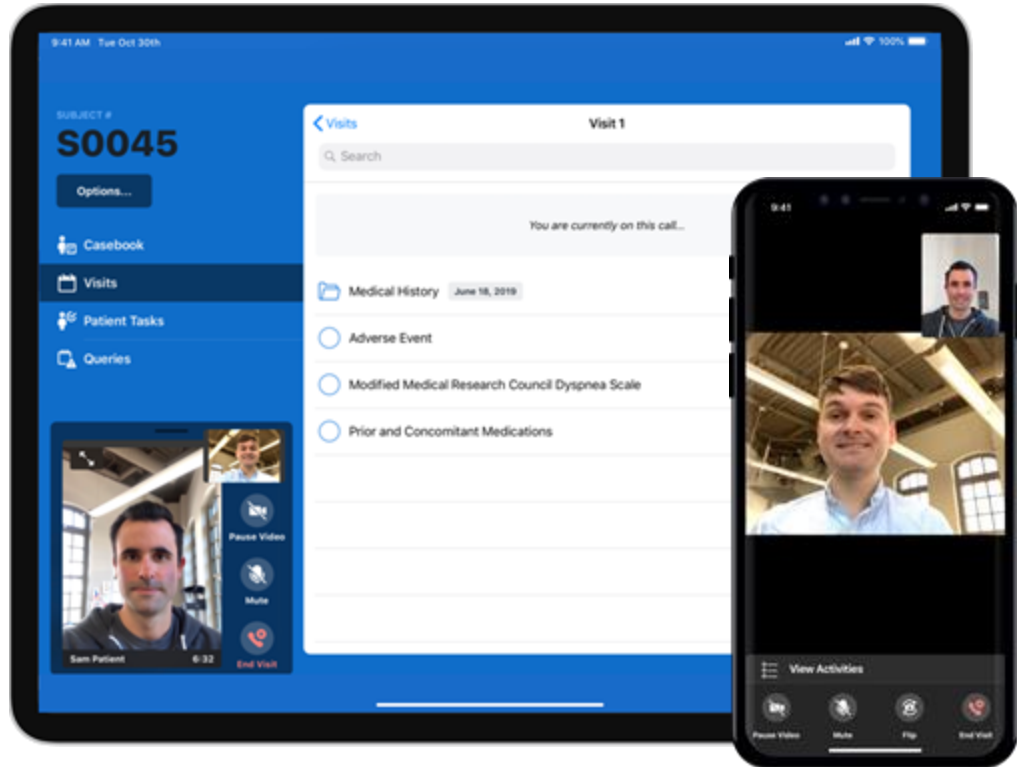 9:41 AM Tue Oct 30th
100%
SUBJECT #
S0045
Options...
Casebook
Visits
Patient Tasks
Queries
Sam Patient 6:32
Pause Video
Mute
End Visit
Visits
Visit 1
Search
You are currently on this call...
Medical History June 18, 2019
Adverse Event
Modified Medical Research Council Dyspnea Scale
Prior and Concomitant Medications
9:41
View Activities
Pause Video Mute Flip End Visit